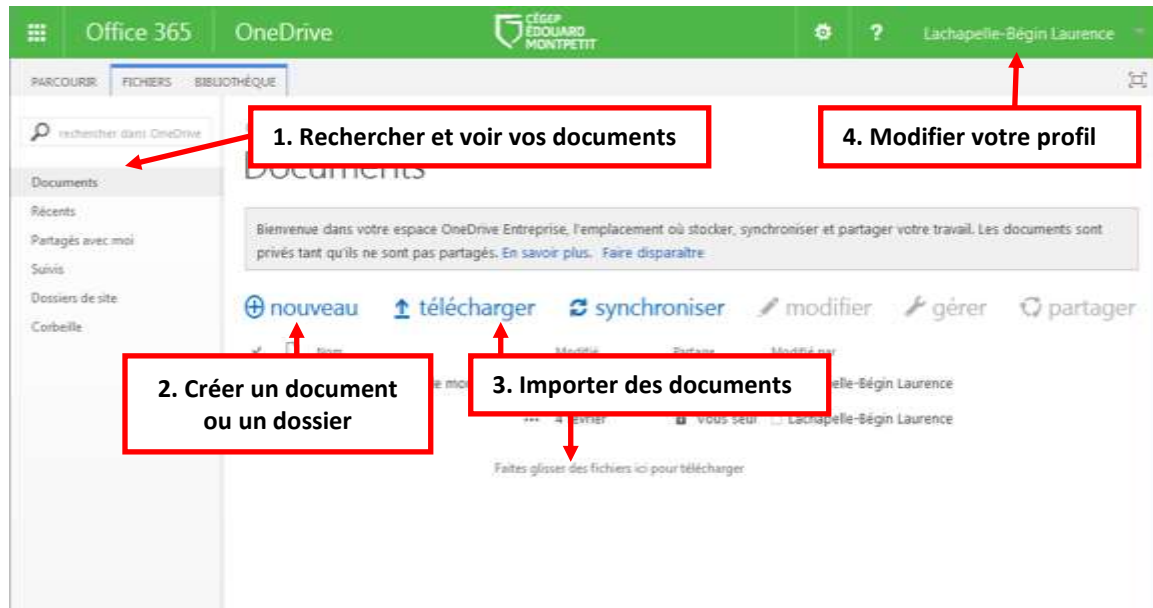 Office 365
OneDrive
CÉGEP
ÉDOUARD
MONTPETIT
?
Lachapelle-Bégin Laurence
PARCOURIR
FICHIERS
BIBLIOTHÈQUE
rechercher dans OneDrive
1. Rechercher et voir vos documents
4. Modifier votre profil
Documents
Documents
Récents
Partagés avec moi
Suivis
Dossiers de site
Corbeille
Bienvenue dans votre espace OneDrive Entreprise, l'emplacement où stocker, synchroniser et partager votre travail. Les documents sont
privés tant qu'ils ne sont pas partagés. En savoir plus. Faire disparaître
nouveau
télécharger
synchroniser
modifier
gérer
partager
Nom
Modifié
Partage
Modifié par
2. Créer un document
ou un dossier
3. Importer des documents
Laurence
4 février
Vous seul
Lachapelle-Bégin Laurence
Faites glisser des fichiers ici pour télécharger